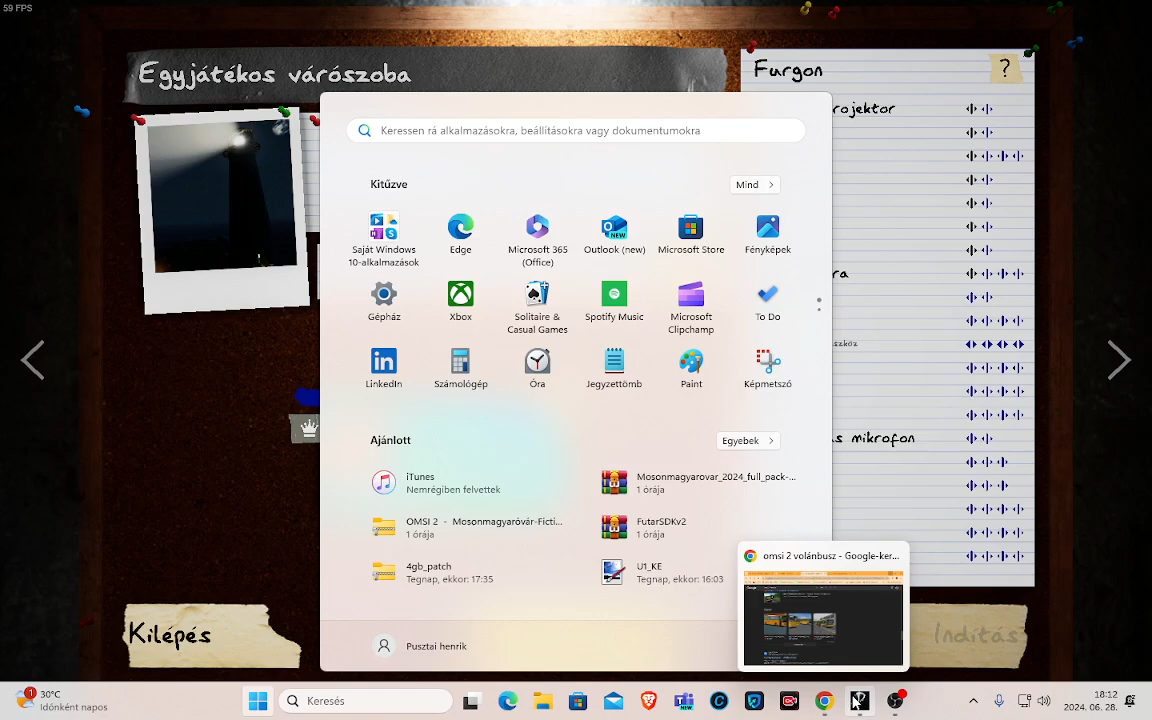 59 FPS
Egyjátékos várószoba
Furgon
?
rojektor
Keressen rá alkalmazásokra, beállításokra vagy dokumentumokra
Kitűzve
Mind
Saját Windows
10-alkalmazások
Edge
Microsoft 365
(Office)
Outlook (new)
Microsoft Store
Fényképek
ra
Gépház
Xbox
Solitaire &
Casual Games
Spotify Music
Microsoft
Clipchamp
To Do
szköz
LinkedIn
Számológép
Óra
Jegyzettömb
Paint
Képmetsző
s mikrofon
Ajánlott
Egyebek
iTunes
Nemrégiben felvettek
Mosonmagyarovar_2024_full_pack-...
1 órája
OMSI 2 - Mosonmagyaróvár-Ficti...
1 órája
FutarSDKv2
1 órája
4gb_patch
Tegnap, ekkor: 17:35
U1_KE
Tegnap, ekkor: 16:03
omsi 2 volánbusz - Google-ker...
Kilépés
Pusztai henrik
Indítás
1
30°C
Időnként napos
Keresés
18:12
2024. 06. 28.